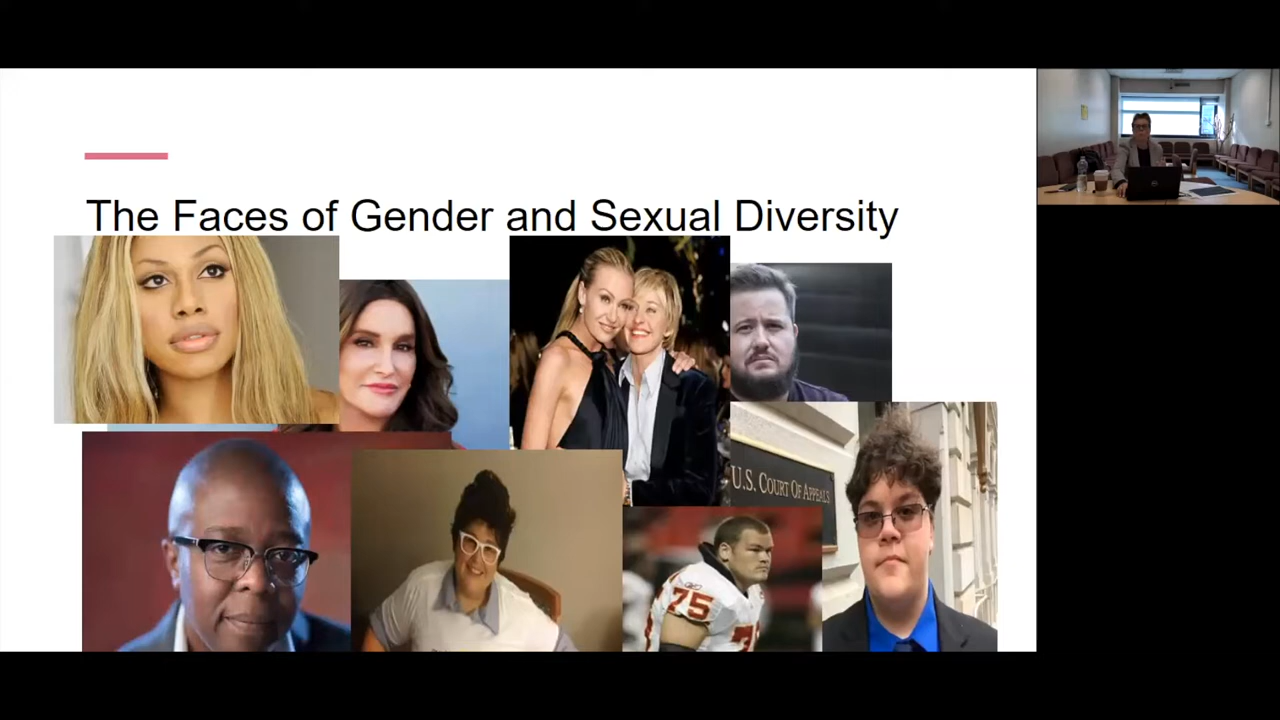 The Faces of Gender and Sexual Diversity
U.S. COURT OF APPEALS
75